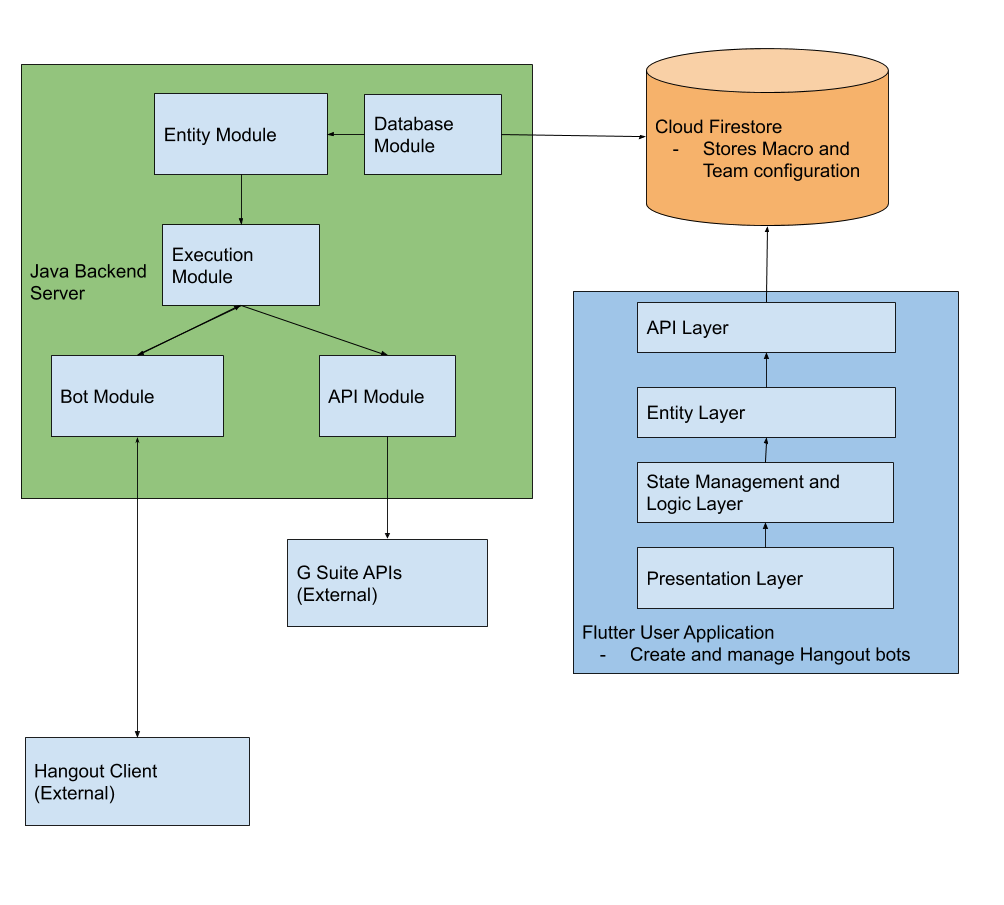 Entity Module
Database
Module
Cloud Firestore
- Stores Macro and
Team configuration
Execution
Module
Java Backend
Server
Bot Module
API Module
API Layer
Entity Layer
State Management and
Logic Layer
Presentation Layer
Flutter User Application
- Create and manage Hangout bots
G Suite APIs
(External)
Hangout Client
(External)